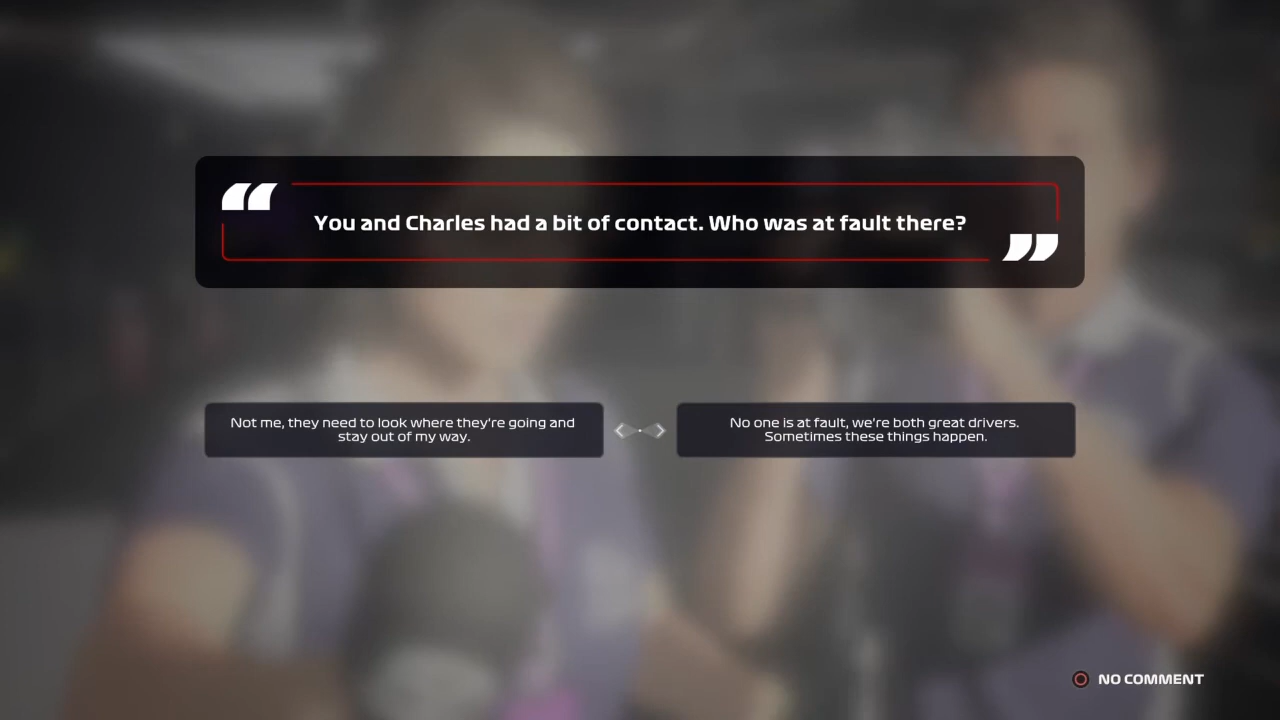 You and Charles had a bit of contact. Who was at fault there?
Not me, they need to look where they're going and
stay out of my way.
No one is at fault, we're both great drivers.
Sometimes these things happen.
NO COMMENT